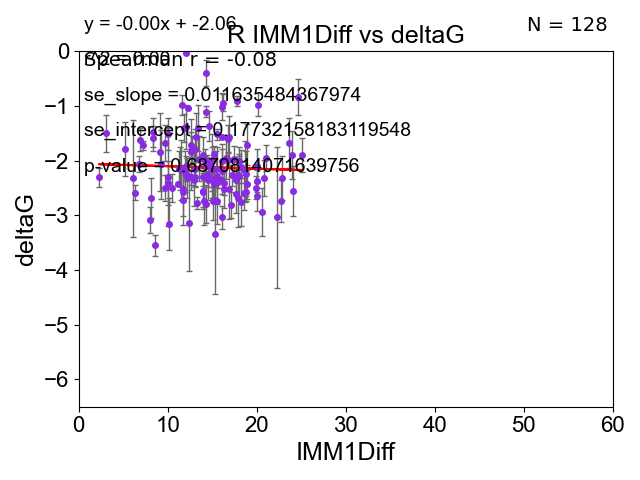 y = -0.00x + -2.06
N = 128
R IMM1Diff vs deltaG
Spearman r = -0.08
se_slope = 0.011635484367974
se_intercept = 0.17732158183119548
p-value = 0.6870814071639756
0
−1
−2
−3
−4
−5
−6
deltaG
0 10 20 30 40 50 60
IMM1Diff